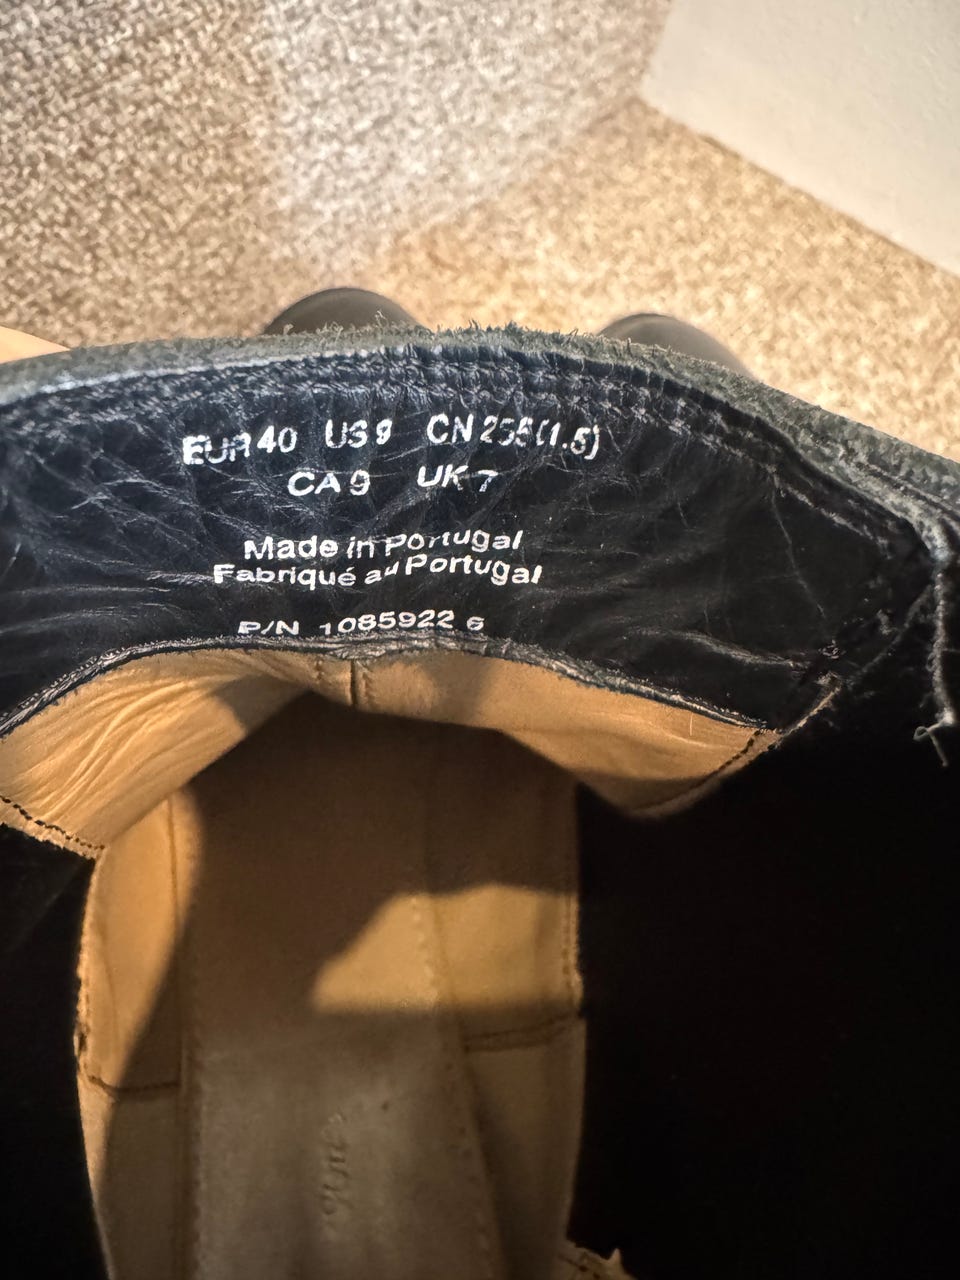 EUR 40 US 9 CN 255(1.5)
CA 9 UK 7
Made in Portugal
Fabriqué au Portugal
P/N 1085922 6